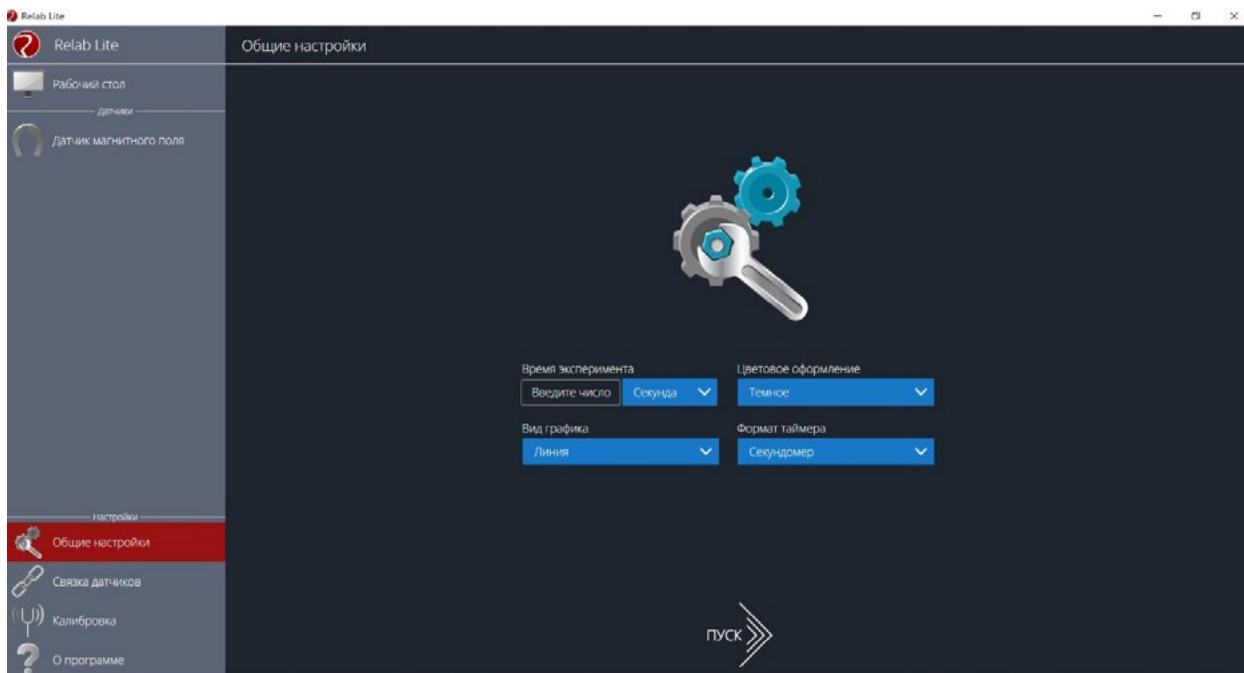 Relab Lite
Relab Lite
Общие настройки
Рабочий стол
Датчики
Датчик магнитного поля
Время эксперимента
Цветовое оформление
Введите число
Секунда
Темное
Вид графика
Формат таймера
Линия
Секундомер
Настройки
Общие настройки
Связка датчиков
Калибровка
О программе
ПУСК